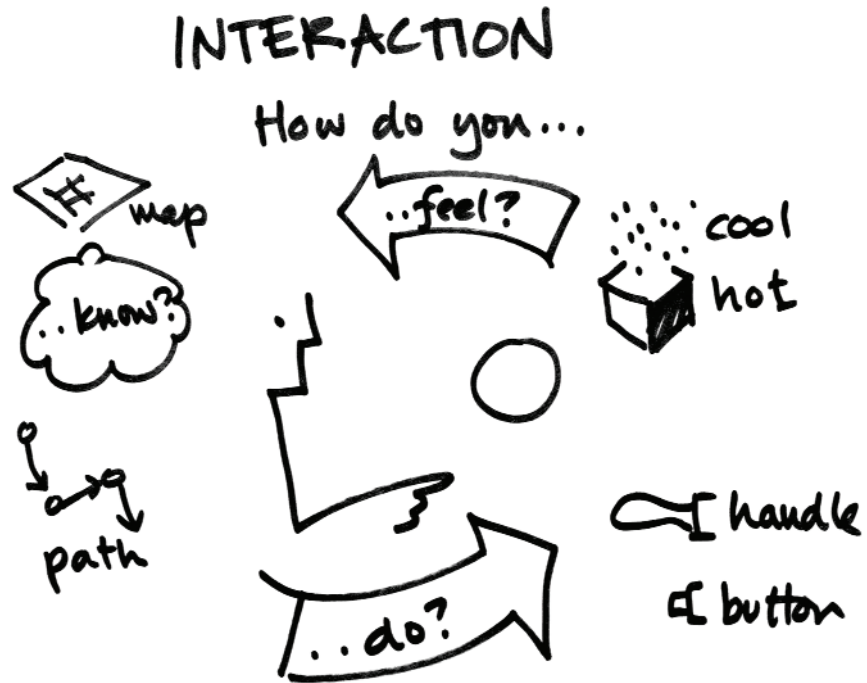 INTERACTION
How do you...
..feel?
map
cool
hot
..know?
path
handle
button
..do?